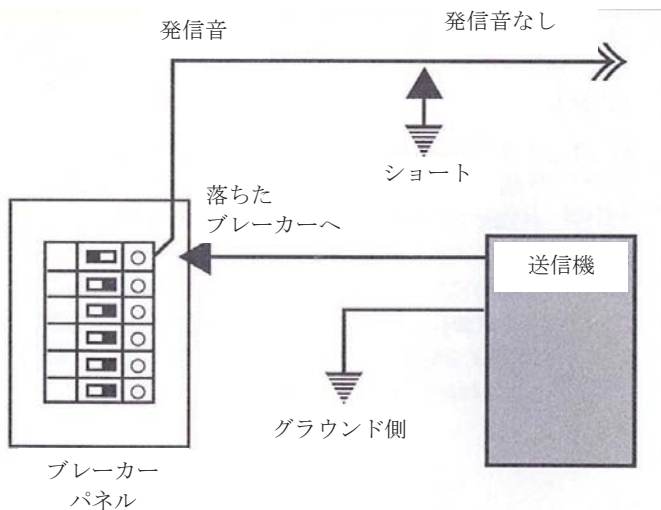 発信音
発信音なし
ショート
落ちた
ブレーカーへ
送信機
グラウンド側
ブレーカー
パネル